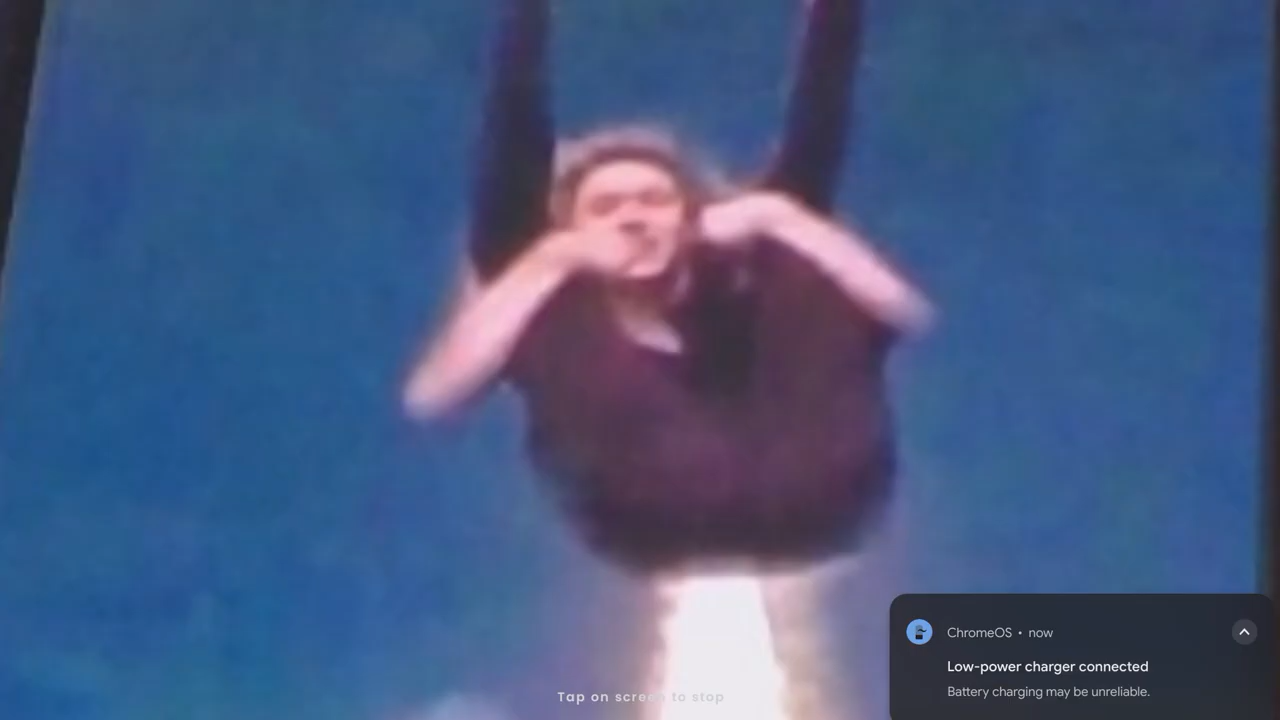 ChromeOS • now
Low-power charger connected
Battery charging may be unreliable.
Tap on screen to stop